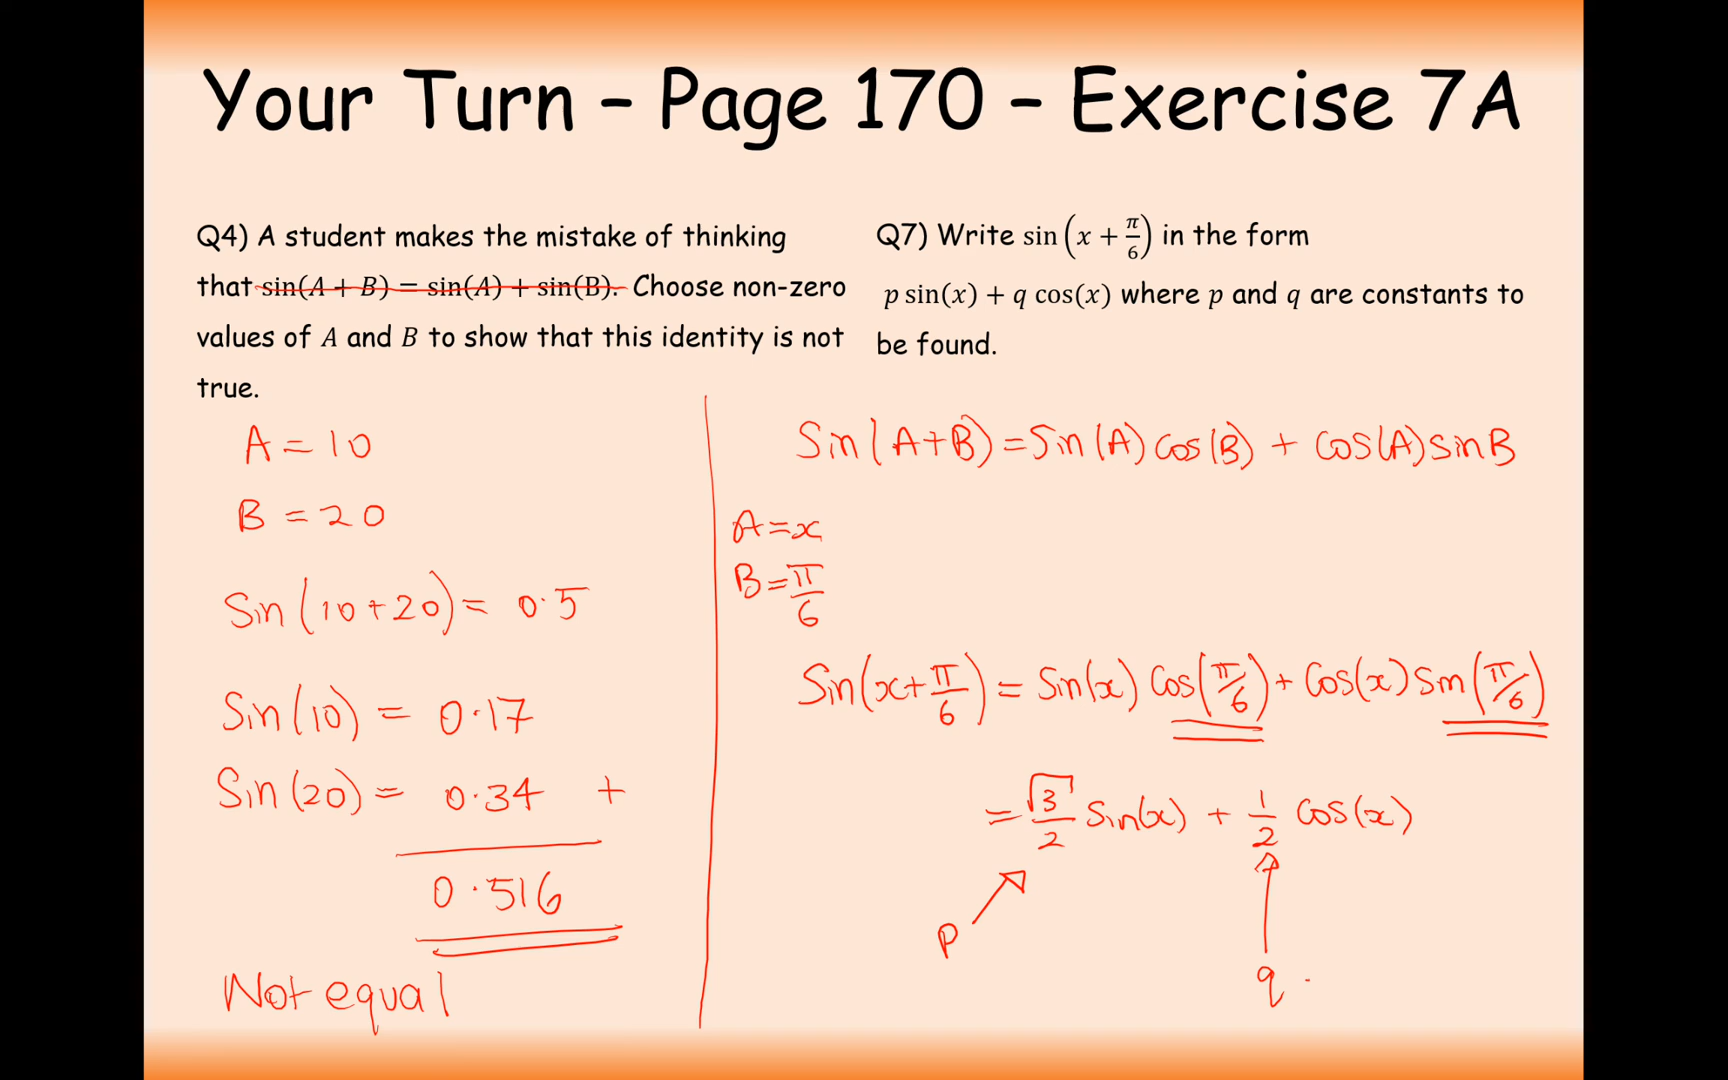 Your Turn – Page 170 – Exercise 7A
Q4) A student makes the mistake of thinking
that sin(A + B) = sin(A) + sin(B). Choose non-zero
values of A and B to show that this identity is not
true.
A = 10
B = 20
Sin(10+20) = 0.5
Sin(10) = 0.17
Sin(20) = 0.34 +
0.516
Not equal
Q7) Write sin(x + π/6) in the form
p sin(x) + q cos(x) where p and q are constants to
be found.
Sin(A+B) = Sin(A) Cos(B) + Cos(A) sin B
A = x
B = π/6
Sin(x+π/6) = Sin(x) Cos(π/6) + Cos(x) Sin(π/6)
= √3/2 Sin(x) + 1/2 Cos(x)
P
q